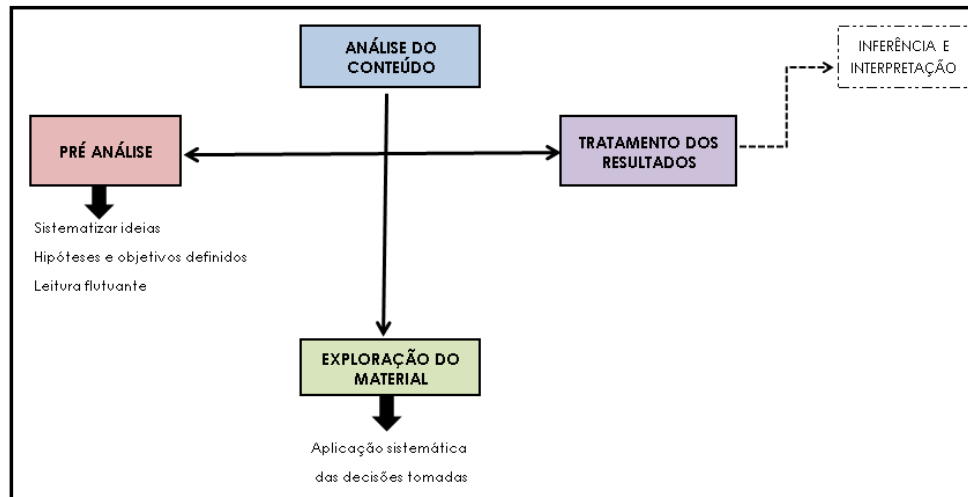 ANÁLISE DO
CONTEÚDO
INFERÊNCIA E
INTERPRETAÇÃO
PRÉ ANÁLISE
TRATAMENTO DOS
RESULTADOS
Sistematizar ideias
Hipóteses e objetivos definidos
Leitura flutuante
EXPLORAÇÃO DO
MATERIAL
Aplicação sistemática
das decisões tomadas